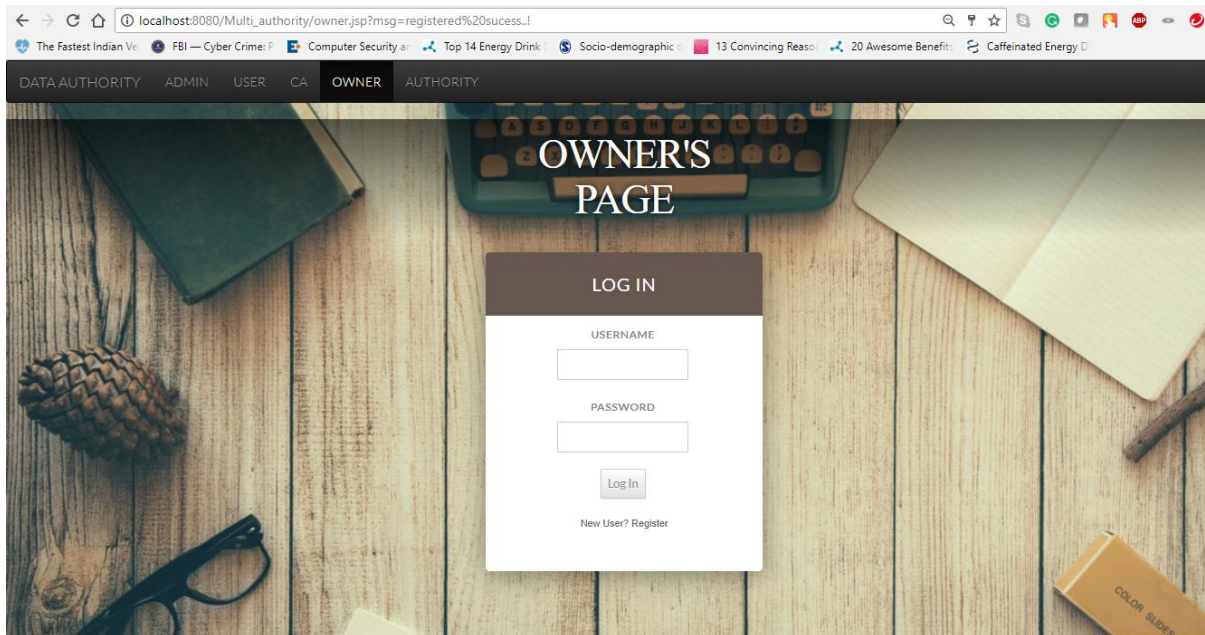 localhost:8080/Multi_authority/owner.jsp?msg=registered%20sucess..!
The Fastest Indian Ve FBI — Cyber Crime: P Computer Security ar Top 14 Energy Drink Socio-demographic c 13 Convincing Reaso 20 Awesome Benefits Caffeinated Energy D
DATA AUTHORITY ADMIN USER CA OWNER AUTHORITY
A S D F G H J K L
Z
OWNER'S
PAGE
LOG IN
USERNAME
PASSWORD
Log In
New User? Register
COLOR SLIDES